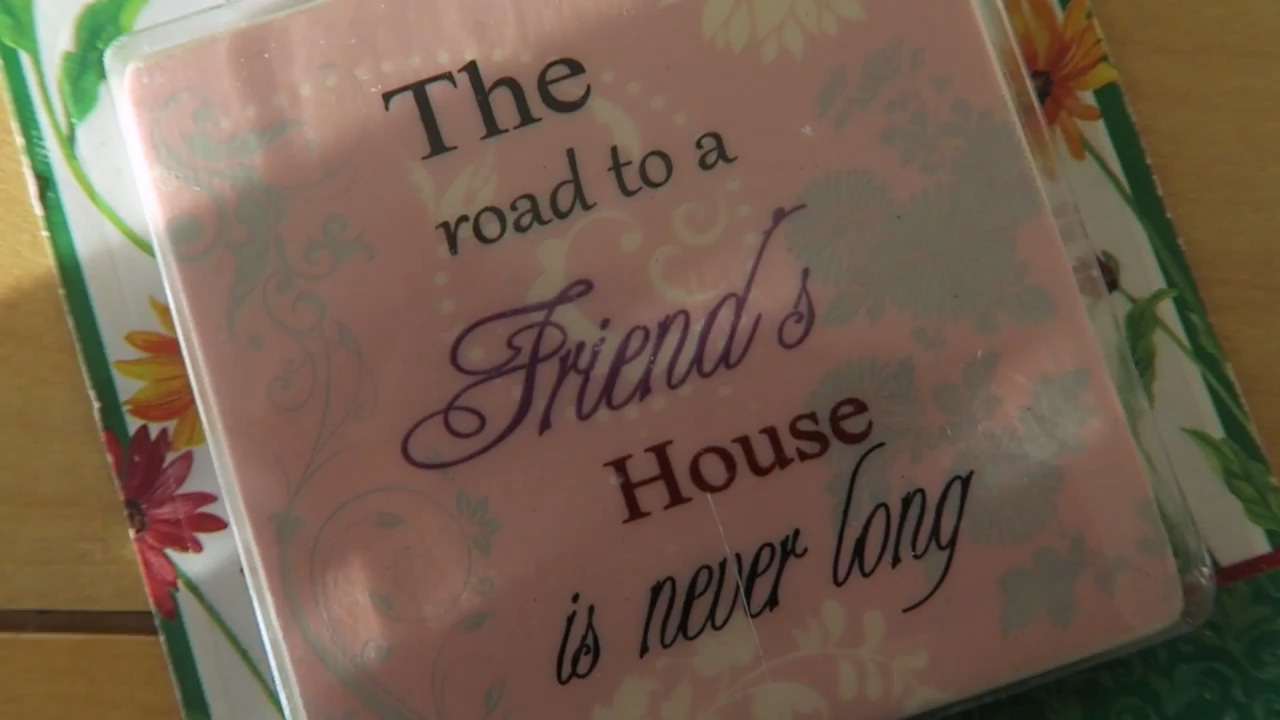 The
road to a
Friend's
House
is never long